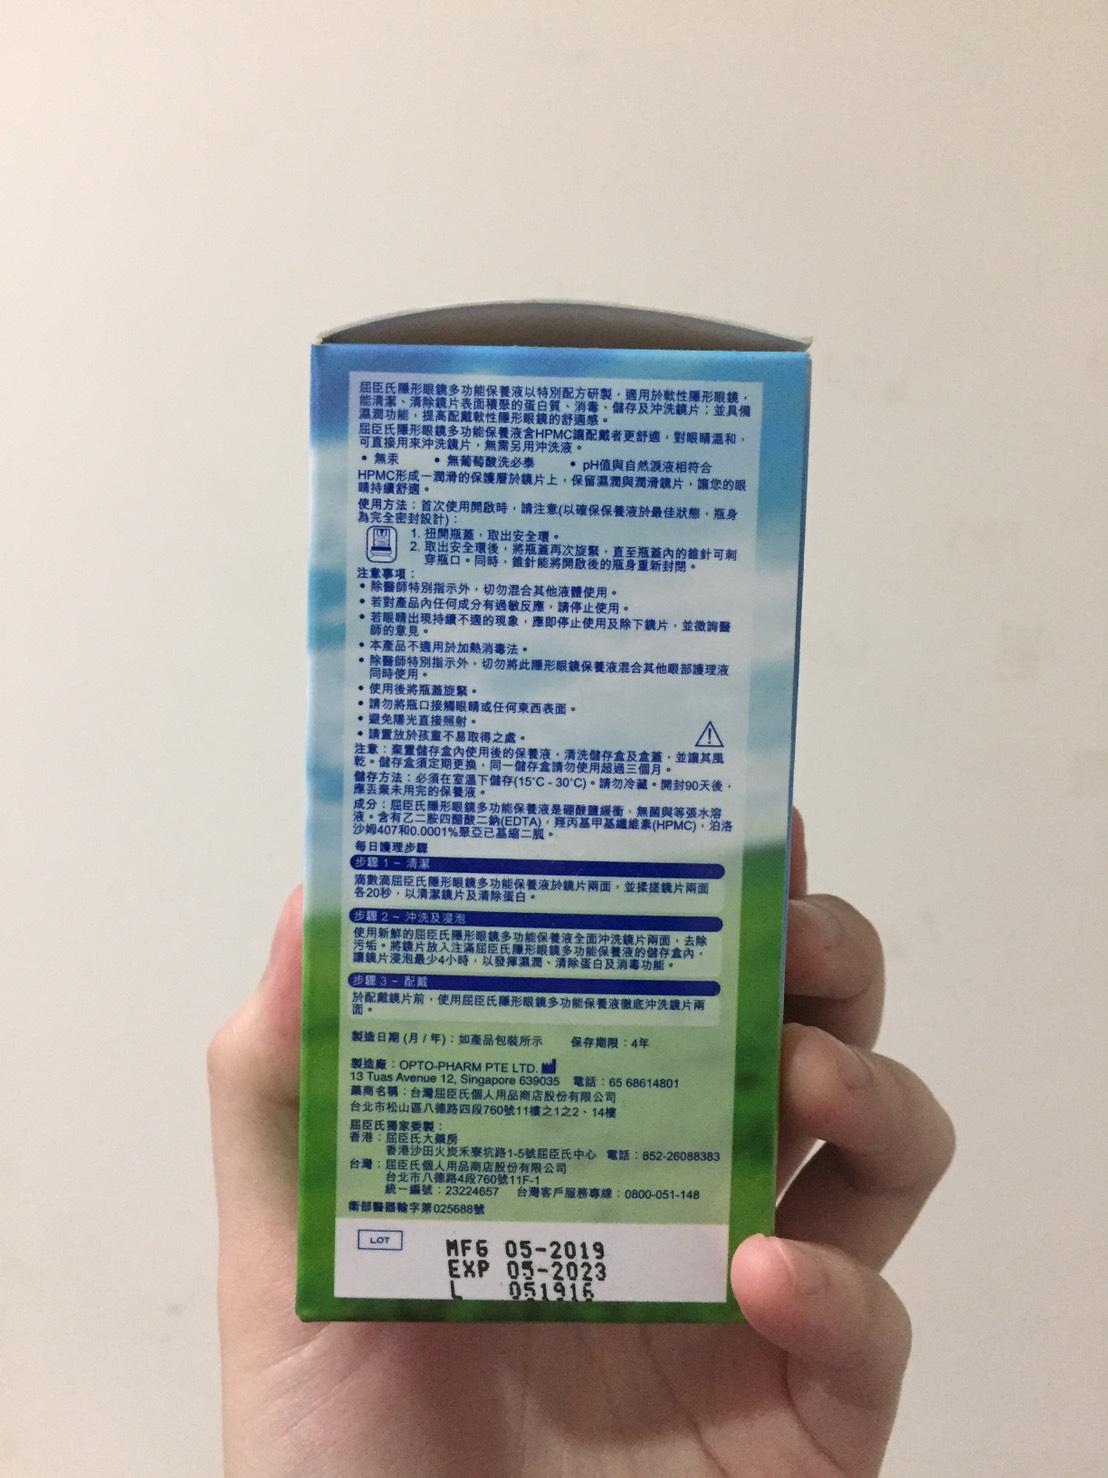 屈臣氏隱形眼鏡多功能保養液以特別配方研製，適用於軟性隱形眼鏡，
能清潔、清除鏡片表面積聚的蛋白質、消毒、儲存及沖洗鏡片；並具備
濕潤功能，提高配戴軟性隱形眼鏡的舒適感。
屈臣氏隱形眼鏡多功能保養液含HPMC讓配戴者更舒適，對眼睛溫和，
可直接用來沖洗鏡片，無需另用沖洗液。
• 無汞 • 無葡萄酸洗必泰 • pH值與自然淚液相符合
HPMC形成一潤滑的保護層於鏡片上，保留濕潤與潤滑鏡片，讓您的眼
睛持續舒適。
使用方法：首次使用開啟時，請注意(以確保保養液於最佳狀態，瓶身
為完全密封設計)：
1. 扭開瓶蓋，取出安全環。
2. 取出安全環後，將瓶蓋再次旋緊，直至瓶蓋內的錐針可刺
穿瓶口。同時，錐針能將開啟後的瓶身重新封閉。
注意事項：
• 除醫師特別指示外，切勿混合其他液體使用。
• 若對產品內任何成分有過敏反應，請停止使用。
• 若眼睛出現持續不適的現象，應即停止使用及除下鏡片，並徵詢醫
師的意見。
• 本產品不適用於加熱消毒法。
• 除醫師特別指示外，切勿將此隱形眼鏡保養液混合其他眼部護理液
同時使用。
• 使用後將瓶蓋旋緊。
• 請勿將瓶口接觸眼睛或任何東西表面。
• 避免陽光直接照射。
• 請置放於孩童不易取得之處。
注意：棄置儲存盒內使用後的保養液，清洗儲存盒及盒蓋，並讓其風
乾。儲存盒須定期更換，同一儲存盒請勿使用超過三個月。
儲存方法：必須在室溫下儲存(15°C - 30°C)。請勿冷藏。開封90天後，
應丟棄未用完的保養液。
成分：屈臣氏隱形眼鏡多功能保養液是硼酸鹽緩衝，無菌與等張水溶
液。含有乙二胺四醋酸二鈉(EDTA)，羥丙基甲基纖維素(HPMC)，泊洛
沙姆407和0.0001%聚亞已基縮二胍。
每日護理步驟
步驟 1 ~ 清潔
滴數滴屈臣氏隱形眼鏡多功能保養液於鏡片兩面，並揉搓鏡片兩面
各20秒，以清潔鏡片及清除蛋白。
步驟 2 ~ 沖洗及浸泡
使用新鮮的屈臣氏隱形眼鏡多功能保養液全面沖洗鏡片兩面，去除
污垢。將鏡片放入注滿屈臣氏隱形眼鏡多功能保養液的儲存盒內，
讓鏡片浸泡最少4小時，以發揮濕潤、清除蛋白及消毒功能。
步驟 3 ~ 配戴
於配戴鏡片前，使用屈臣氏隱形眼鏡多功能保養液徹底沖洗鏡片兩
面。
製造日期 (月 / 年)：如產品包裝所示 保存期限：4年
製造廠：OPTO-PHARM PTE LTD.
13 Tuas Avenue 12, Singapore 639035 電話：65 68614801
藥商名稱：台灣屈臣氏個人用品商店股份有限公司
台北市松山區八德路四段760號11樓之1之2、14樓
屈臣氏獨家委製：
香港：屈臣氏大藥房
香港沙田火炭禾寮坑路1-5號屈臣氏中心 電話：852-26088383
台灣：屈臣氏個人用品商店股份有限公司
台北市八德路4段760號11F-1
統一編號：23224657 台灣客戶服務專線：0800-051-148
衛部醫器輸字第025688號
LOT
MFG 05-2019
EXP 05-2023
L 051916